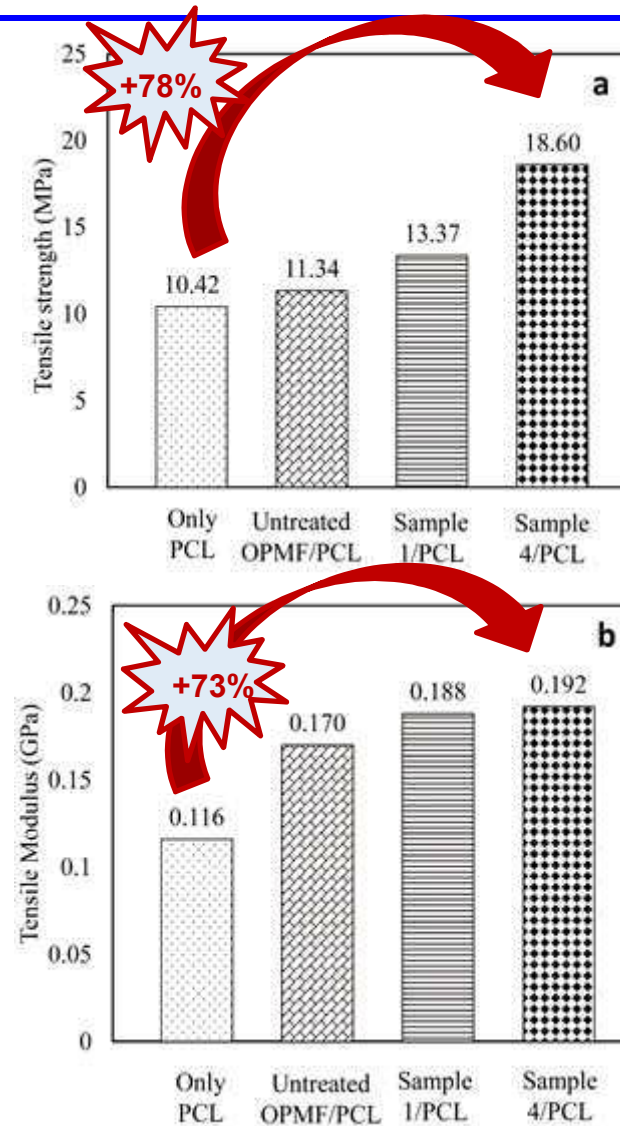 25
+78%
a
20
18.60
Tensile strength (MPa)
15
13.37
11.34
10.42
10
5
0
Only Untreated Sample Sample
PCL OPMF/PCL 1/PCL 4/PCL
0.25
b
+73%
0.2
0.192
0.188
0.170
Tensile Modulus (GPa)
0.15
0.116
0.1
0.05
0
Only Untreated Sample Sample
PCL OPMF/PCL 1/PCL 4/PCL